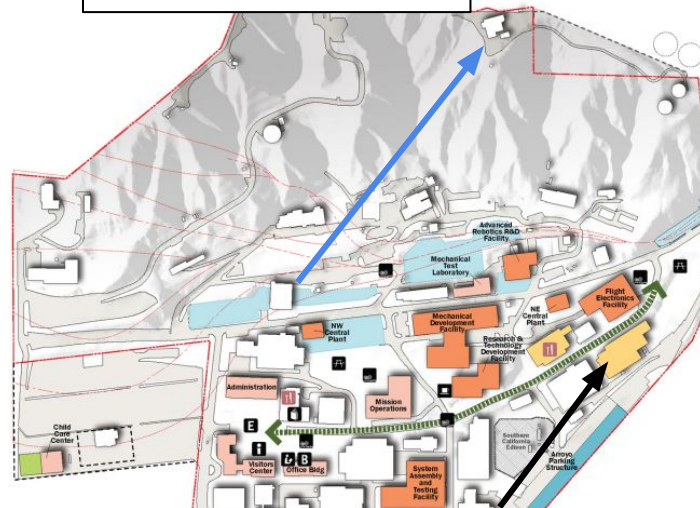 Advanced
Robotics R&D
Facility
Mechanical
Test
Laboratory
Flight
Electronics
Facility
NE
Central
Plant
NW
Central
Plant
Mechanical
Development
Facility
Research &
Technology
Development
Facility
Administration
Mission
Operations
E
Child
Care
Center
Visitors
Center
B
Office Bldg
System
Assembly
and
Testing
Facility
Southern
California
Edison
Arroyo
Parking
Structure